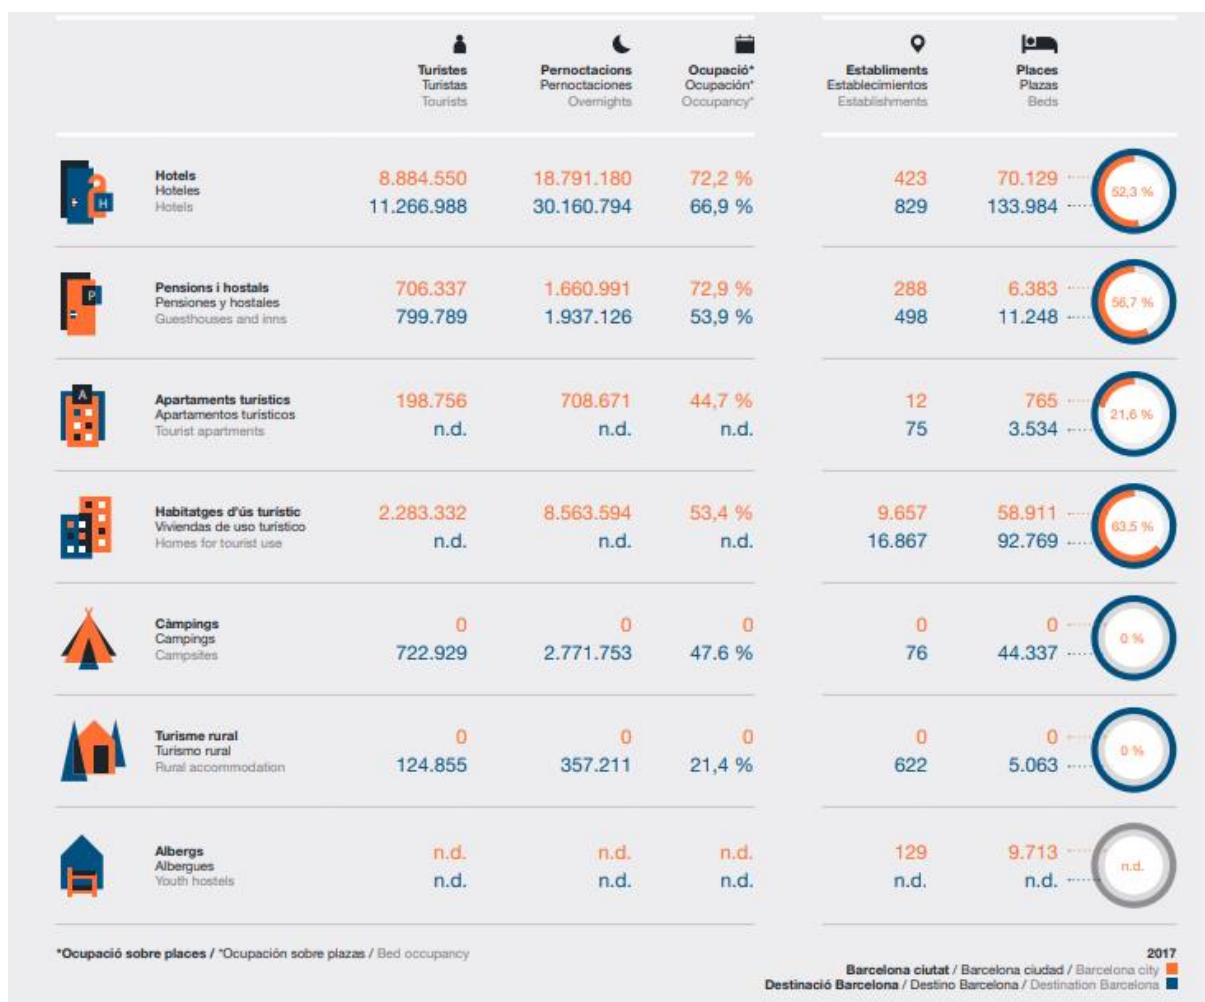 Turistes Pernoctacions Ocupació* Establiments Places
Turistas Pernoctaciones Ocupación* Establecimientos Plazas
Tourists Overnights Occupancy* Establishments Beds
Hotels 8.884.550 18.791.180 72,2 % 423 70.129
Hoteles 52,3 %
Hotels 11.266.988 30.160.794 66,9 % 829 133.984
H
Pensions i hostals 706.337 1.660.991 72,9 % 288 6.383
P
Pensiones y hostales 56,7 %
Guesthouses and inns 799.789 1.937.126 53,9 % 498 11.248
A
Apartaments turístics 198.756 708.671 44,7 % 12 765
Apartamentos turísticos 21,6 %
Tourist apartments n.d. n.d. n.d. 75 3.534
Habitatges d'ús turístic 2.283.332 8.563.594 53,4 % 9.657 58.911
Viviendas de uso turístico 63,5 %
Homes for tourist use n.d. n.d. n.d. 16.867 92.769
Càmpings 0 0 0 0 0
Campings 0 %
Campsites 722.929 2.771.753 47.6 % 76 44.337
Turisme rural 0 0 0 0 0
Turismo rural 0 %
Rural accommodation 124.855 357.211 21,4 % 622 5.063
Albergs n.d. n.d. n.d. 129 9.713
Albergues n.d.
Youth hostels n.d. n.d. n.d. n.d. n.d.
*Ocupació sobre places / *Ocupación sobre plazas / Bed occupancy
2017
Barcelona ciutat / Barcelona ciudad / Barcelona city
Destinació Barcelona / Destino Barcelona / Destination Barcelona